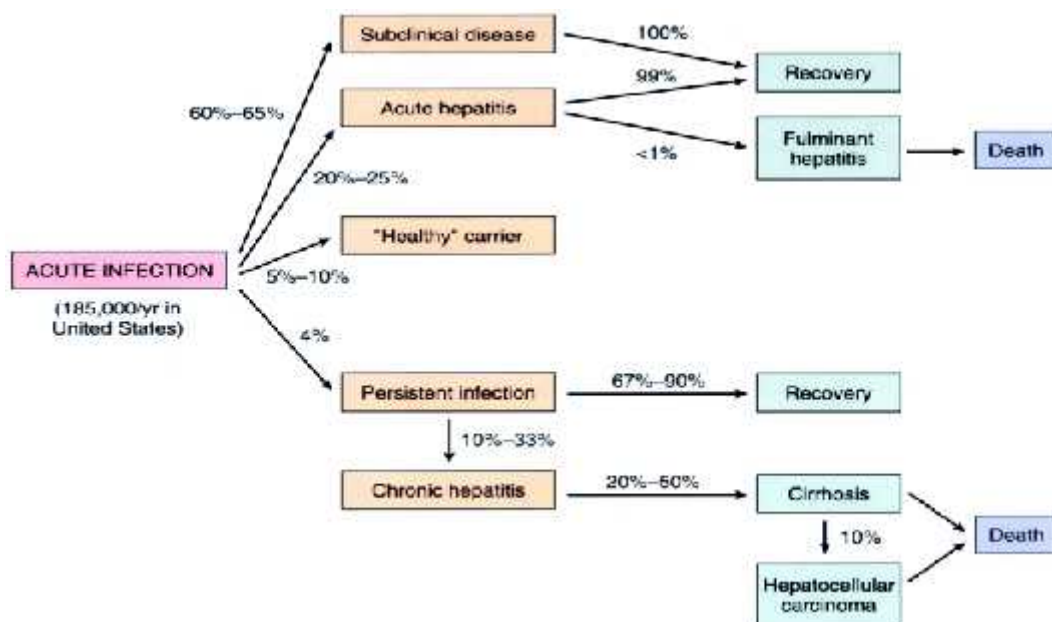 Subclinical disease
100%
Recovery
99%
60%–65%
Acute hepatitis
<1%
Fulminant
hepatitis
Death
20%–25%
"Healthy" carrier
ACUTE INFECTION
5%–10%
(185,000/yr in
United States)
4%
Persistent infection
67%–90%
Recovery
10%–33%
Chronic hepatitis
20%–50%
Cirrhosis
10%
Death
Hepatocellular
carcinoma